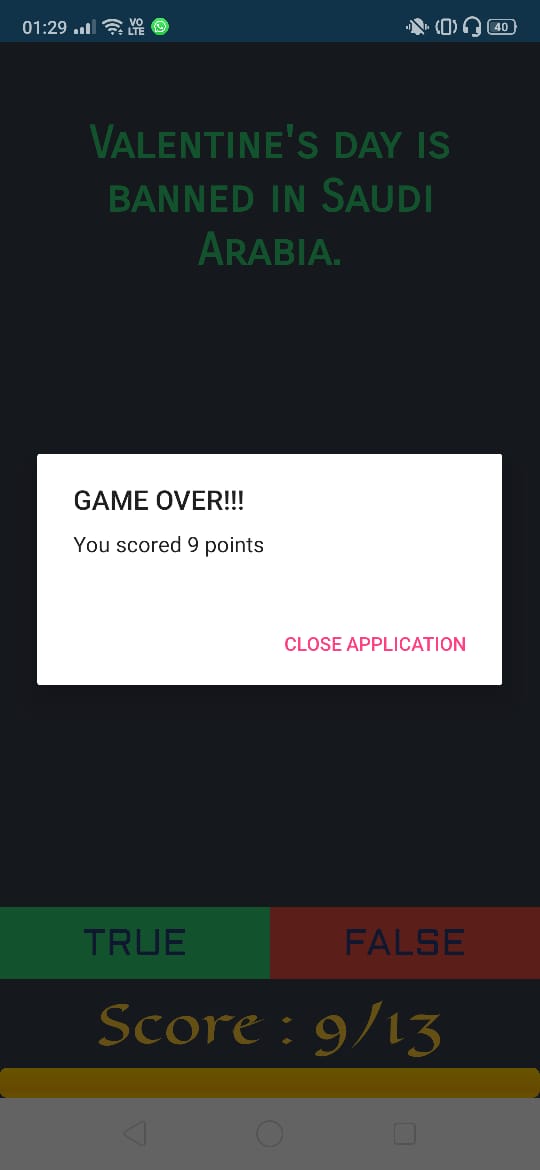 01:29 VO LTE 40
Valentine's day is
banned in Saudi
Arabia.
GAME OVER!!!
You scored 9 points
CLOSE APPLICATION
TRUE FALSE
Score : 9/13